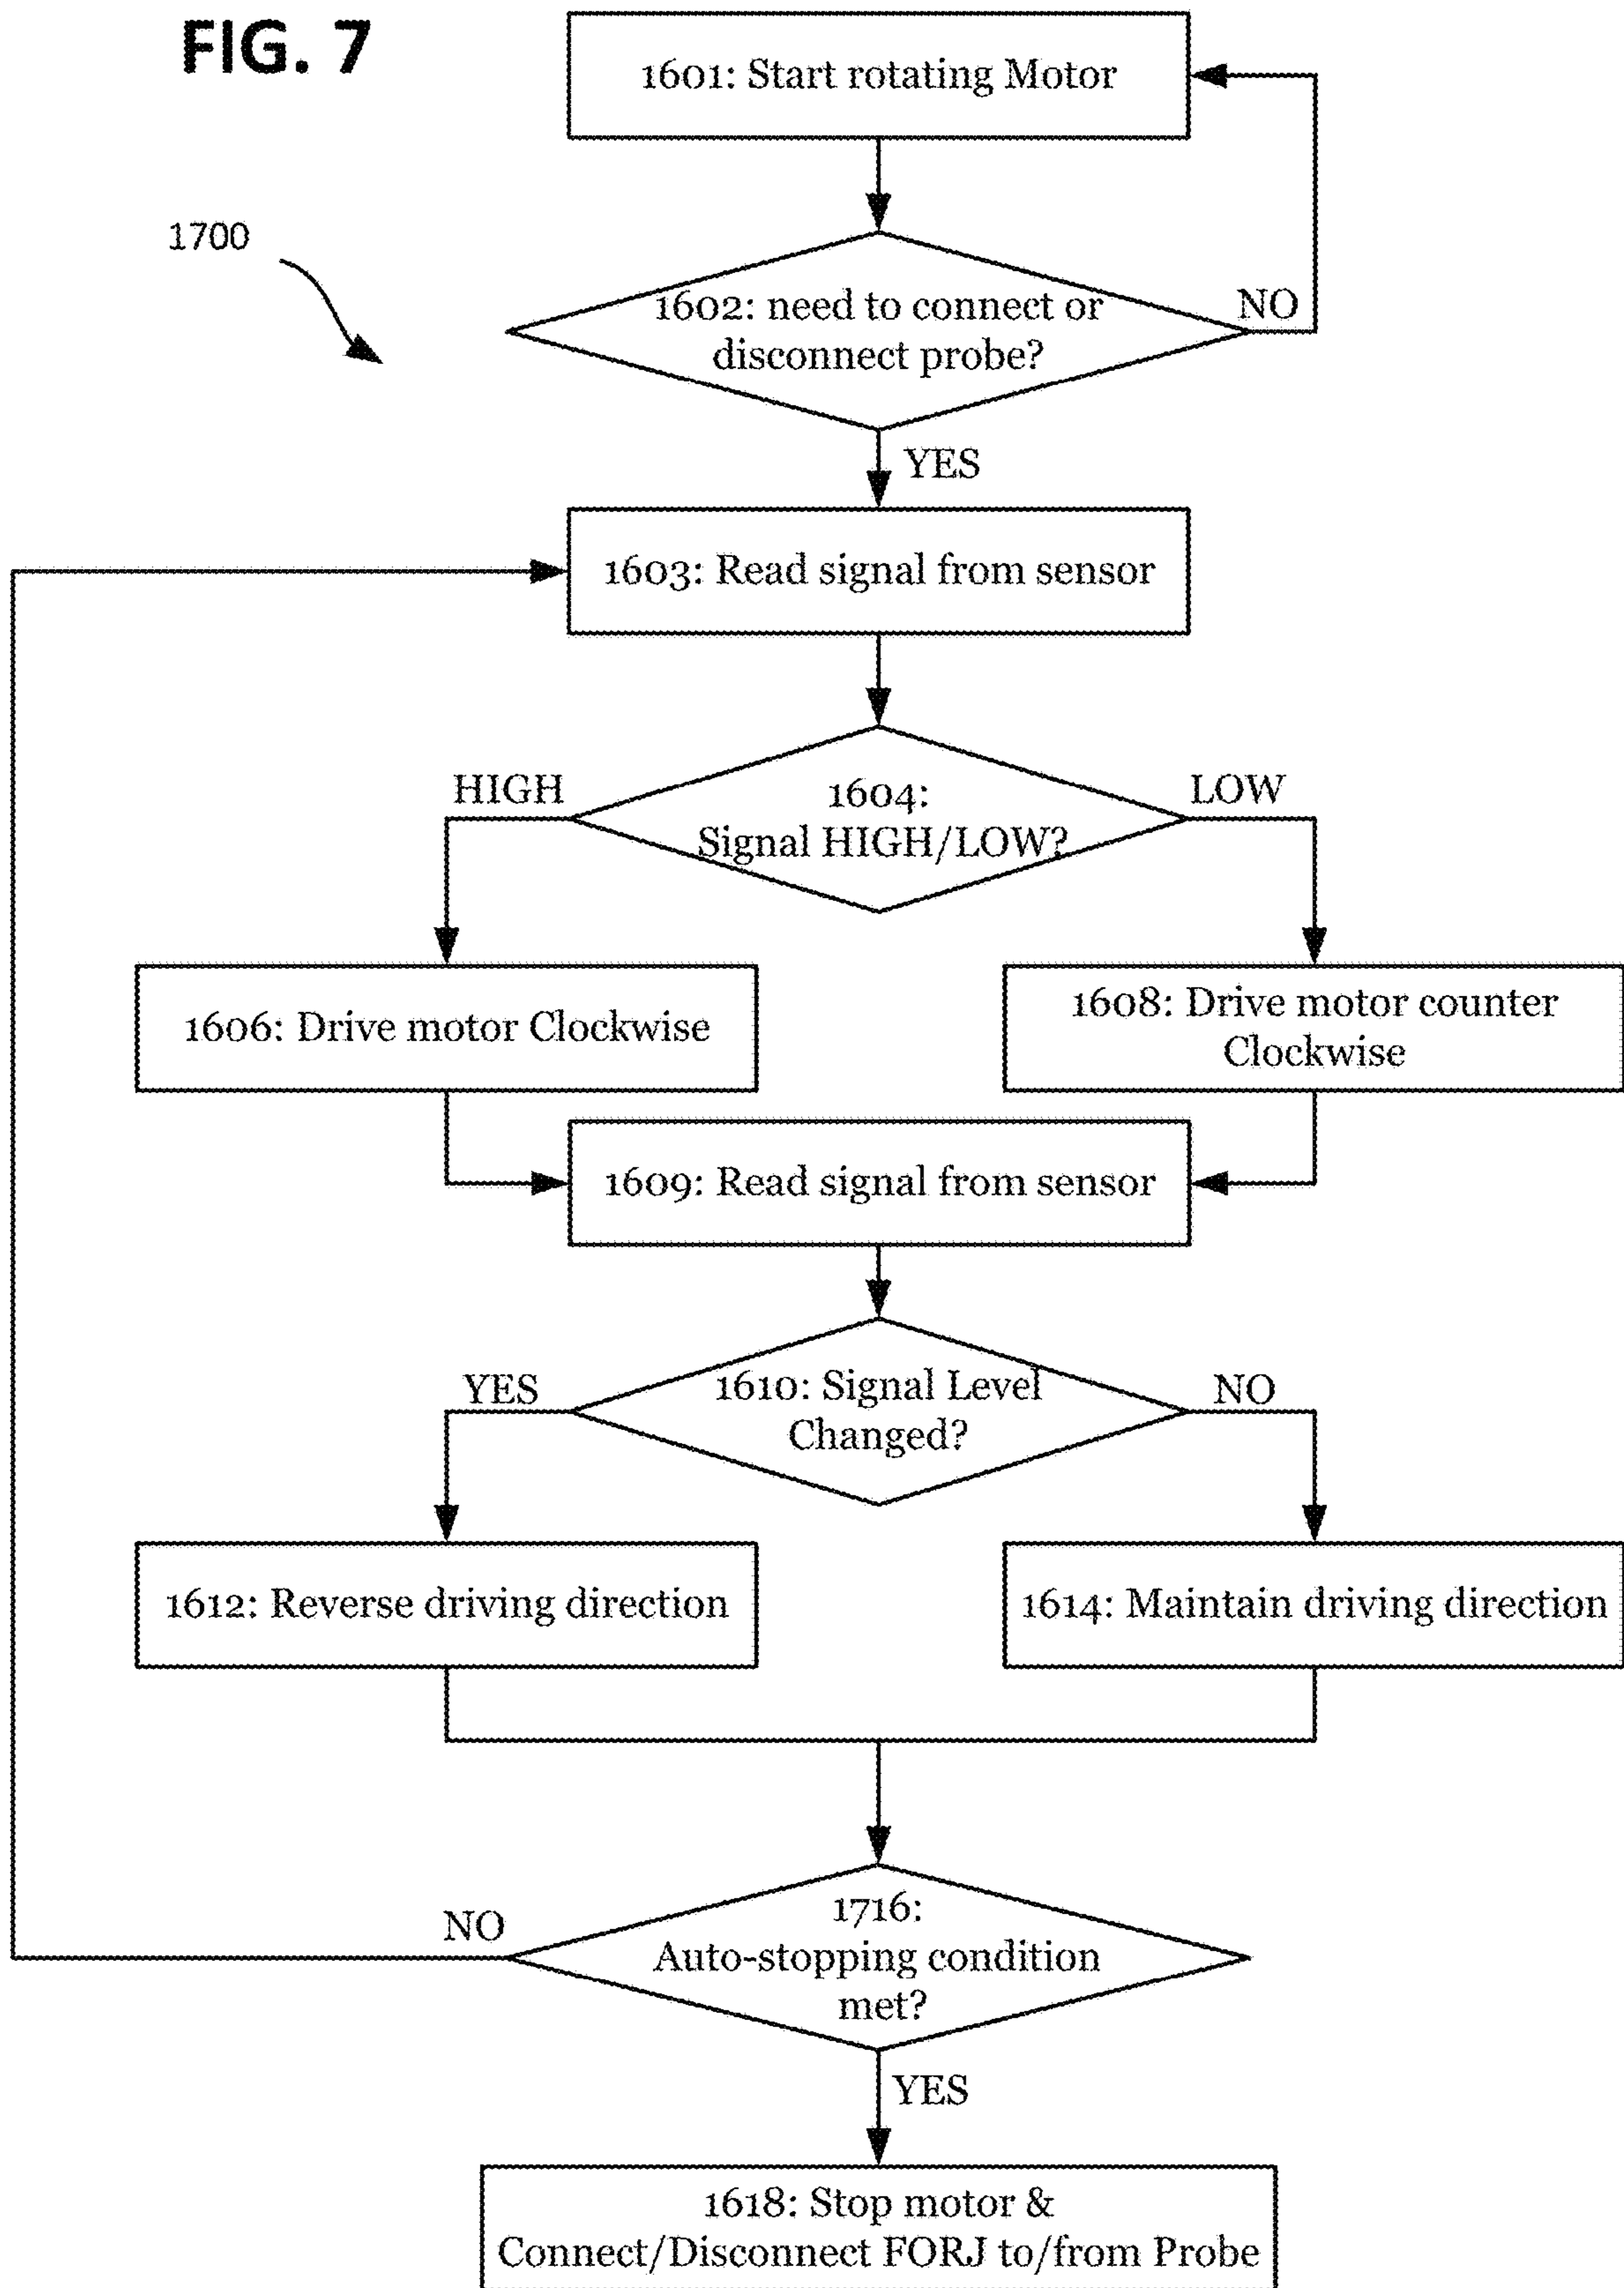 FIG. 7
1601: Start rotating Motor
1700
1602: need to connect or
disconnect probe?
NO
YES
1603: Read signal from sensor
HIGH
1604:
Signal HIGH/LOW?
LOW
1606: Drive motor Clockwise
1608: Drive motor counter
Clockwise
1609: Read signal from sensor
YES
1610: Signal Level
Changed?
NO
1612: Reverse driving direction
1614: Maintain driving direction
NO
1716:
Auto-stopping condition
met?
YES
1618: Stop motor &
Connect/Disconnect FORJ to/from Probe